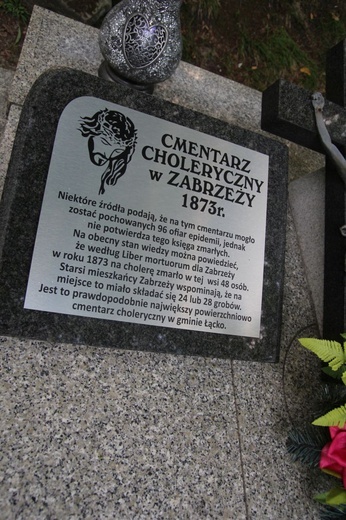 CMENTARZ
CHOLERYCZNY
w ZABRZEŻY
1873r.
Niektóre źródła podają, że na tym cmentarzu mogło
zostać pochowanych 96 ofiar epidemii, jednak
nie potwierdza tego księga zmarłych.
Na obecny stan wiedzy można powiedzieć,
że według Liber mortuorum dla Zabrzeży
w roku 1873 na cholerę zmarło w tej wsi 48 osób.
Starsi mieszkańcy Zabrzeży wspominają, że na
miejsce to miało składać się 24 lub 28 grobów.
Jest to prawdopodobnie największy powierzchniowo
cmentarz choleryczny w gminie Łącko.